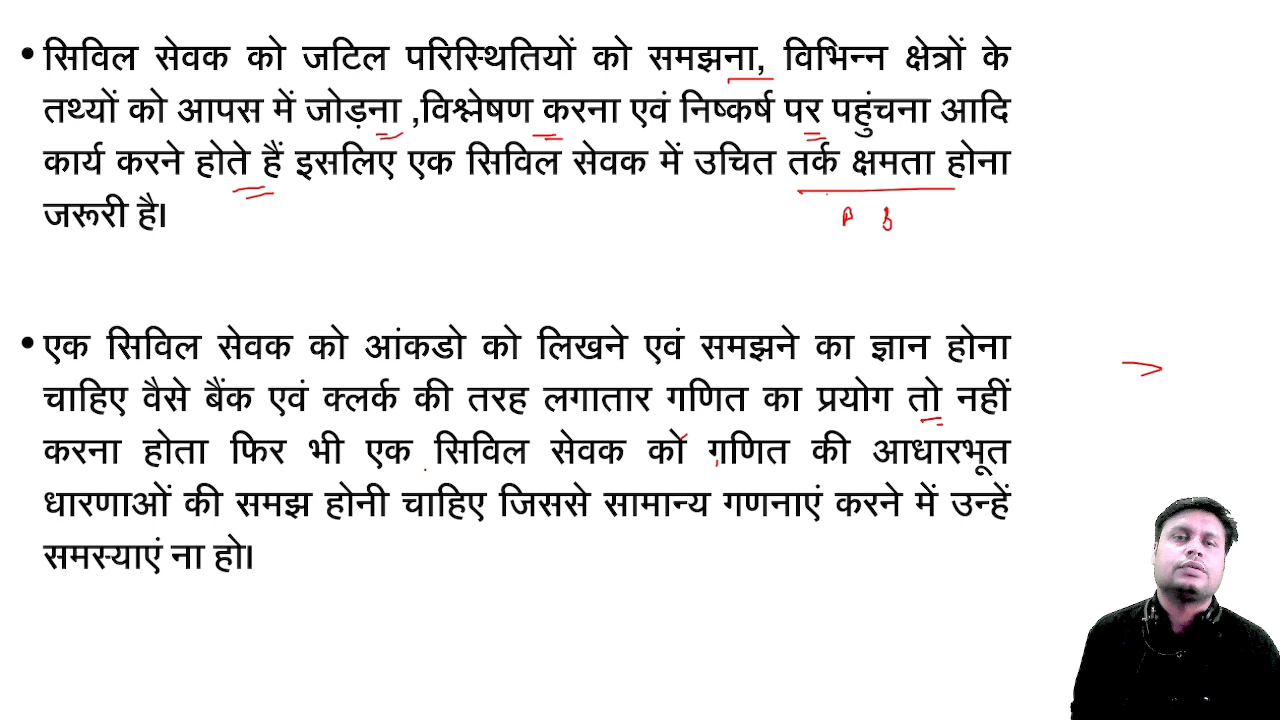 • सिविल सेवक को जटिल परिस्थितियों को समझना, विभिन्न क्षेत्रों के
तथ्यों को आपस में जोड़ना ,विश्लेषण करना एवं निष्कर्ष पर पहुंचना आदि
कार्य करने होते हैं इसलिए एक सिविल सेवक में उचित तर्क क्षमता होना
जरूरी है।
• एक सिविल सेवक को आंकडो को लिखने एवं समझने का ज्ञान होना
चाहिए वैसे बैंक एवं क्लर्क की तरह लगातार गणित का प्रयोग तो नहीं
करना होता फिर भी एक सिविल सेवक को गणित की आधारभूत
धारणाओं की समझ होनी चाहिए जिससे सामान्य गणनाएं करने में उन्हें
समस्याएं ना हो।